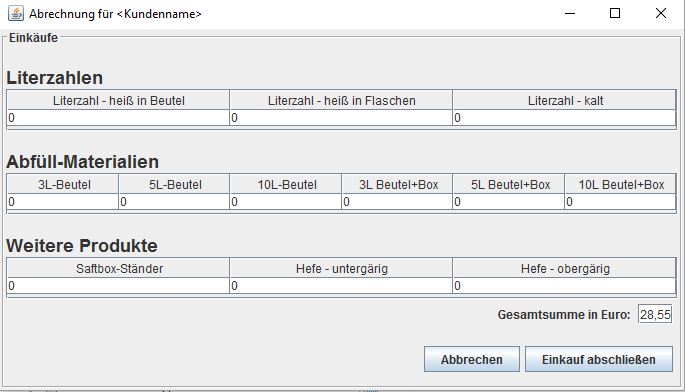 Abrechnung für <Kundenname>
Einkäufe
Literzahlen
Literzahl - heiß in Beutel Literzahl - heiß in Flaschen Literzahl - kalt
0 0 0
Abfüll-Materialien
3L-Beutel 5L-Beutel 10L-Beutel 3L Beutel+Box 5L Beutel+Box 10L Beutel+Box
0 0 0 0 0 0
Weitere Produkte
Saftbox-Ständer Hefe - untergärig Hefe - obergärig
0 0 0
Gesamtsumme in Euro: 28,55
Abbrechen Einkauf abschließen